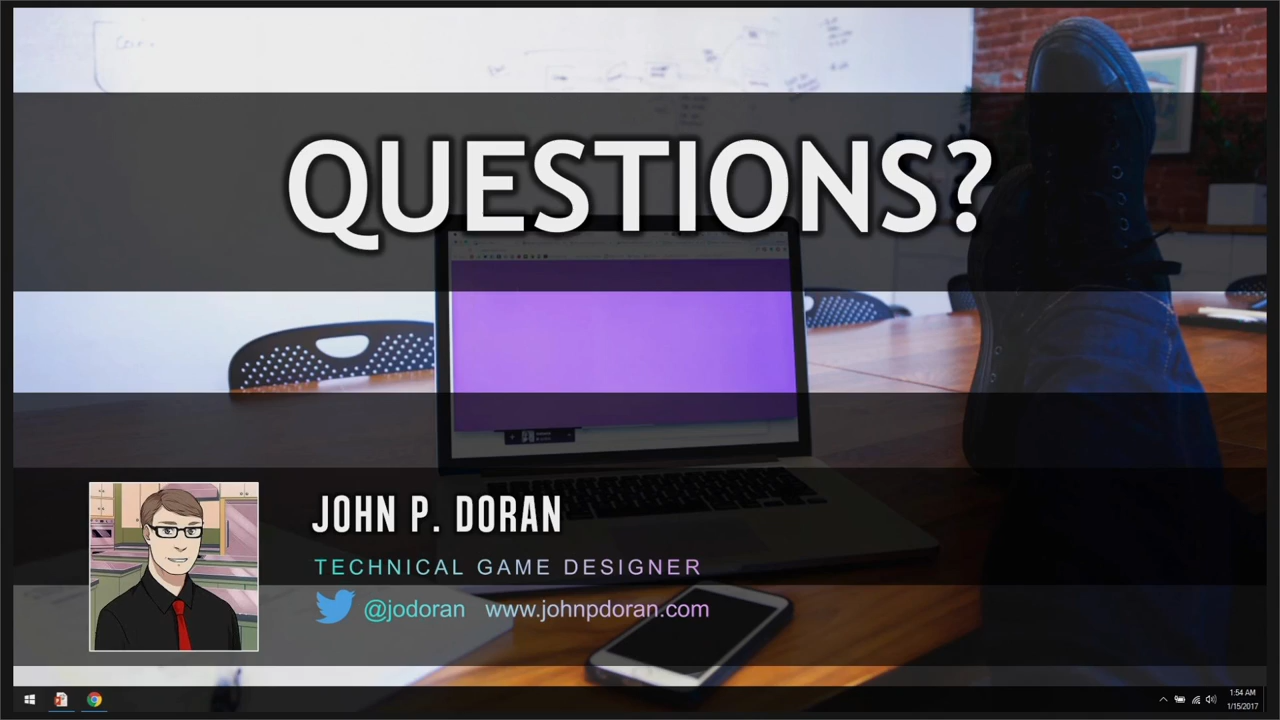 QUESTIONS?
JOHN P. DORAN
TECHNICAL GAME DESIGNER
@jodoran www.johnpdoran.com
1:54 AM
1/15/2017